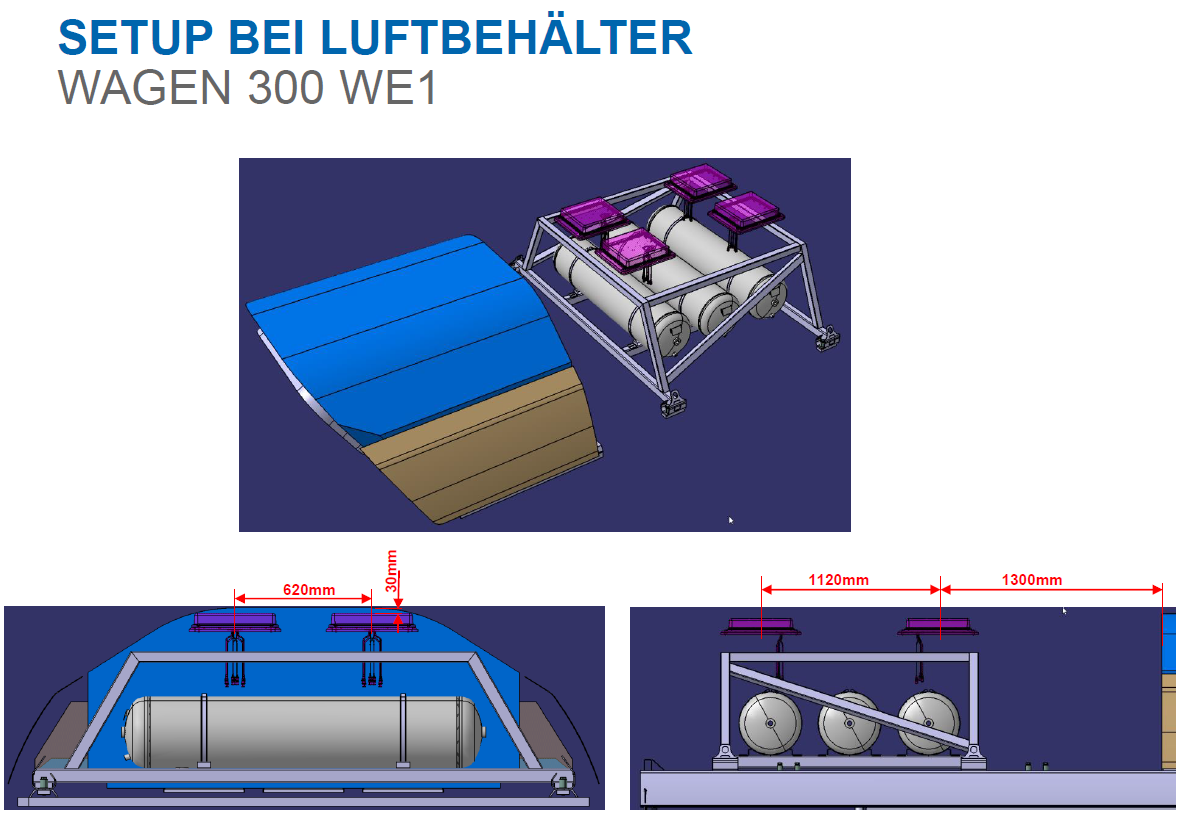 SETUP BEI LUFTBEHÄLTER
WAGEN 300 WE1
620mm
30mm
1120mm
1300mm